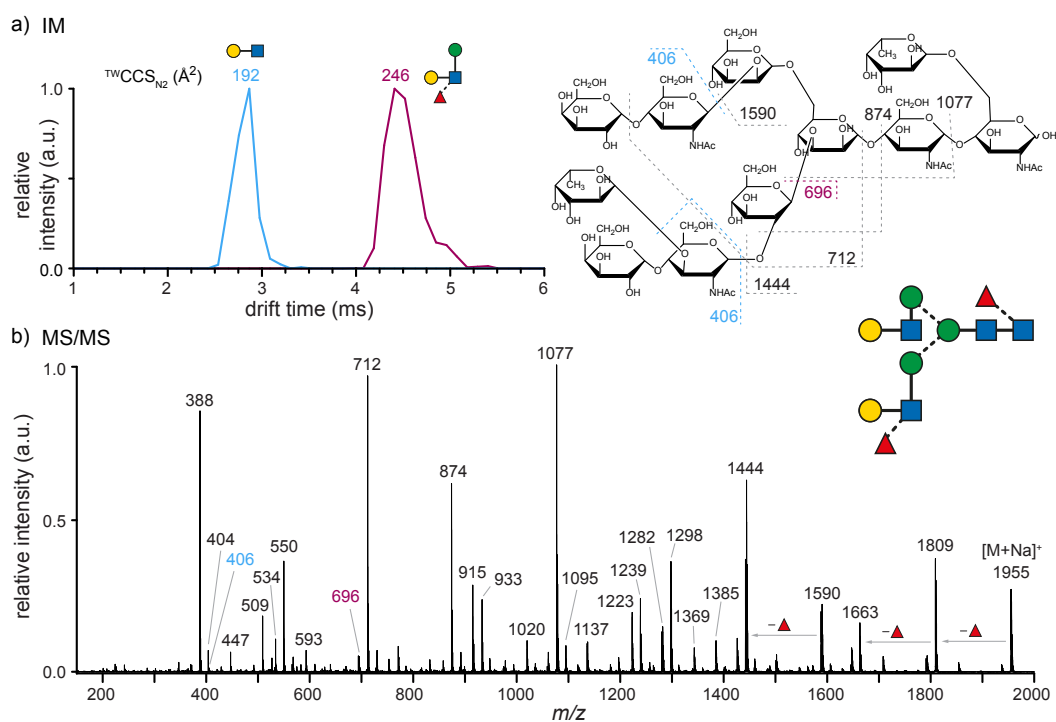 a) IM
TWCCSN2 (Å2)
192
246
relative
intensity (a.u.)
1.0
0.0
1 2 3 4 5 6
drift time (ms)
406
CH2OH
OH
O
1590
CH3
874
1077
NHAc
696
712
1444
406
b) MS/MS
relative intensity (a.u.)
1.0
0.5
0.0
388
404
406
447
509
534
550
593
696
712
874
915
933
1020
1077
1095
1137
1223
1239
1282
1298
1369
1385
1444
1590
1663
1809
[M+Na]+
1955
–
–
–
200 400 600 800 1000 1200 1400 1600 1800 2000
m/z